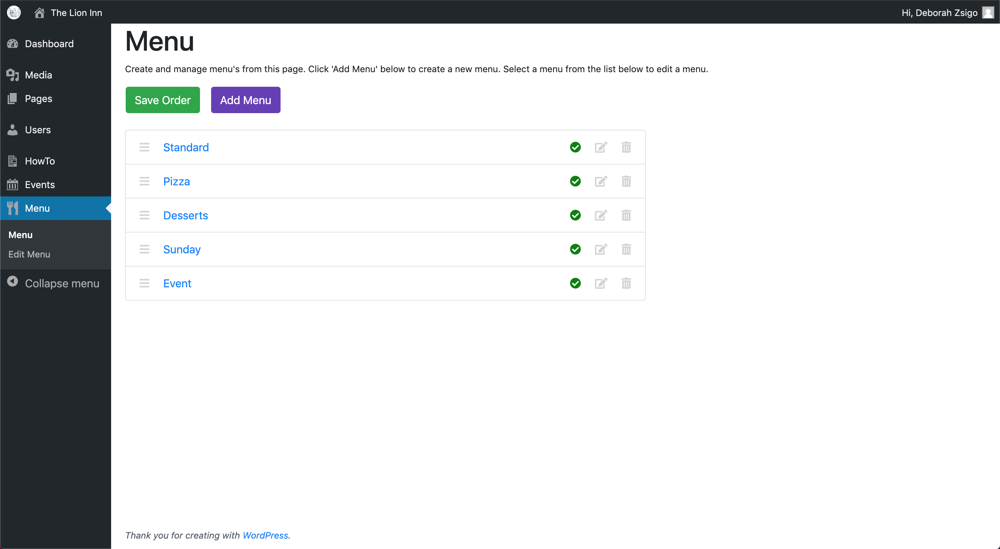 The Lion Inn
Hi, Deborah Zsigo
Dashboard
Media
Pages
Users
HowTo
Events
Menu
Menu
Edit Menu
Collapse menu
Menu
Create and manage menu's from this page. Click 'Add Menu' below to create a new menu. Select a menu from the list below to edit a menu.
Save Order
Add Menu
Standard
Pizza
Desserts
Sunday
Event
Thank you for creating with WordPress.